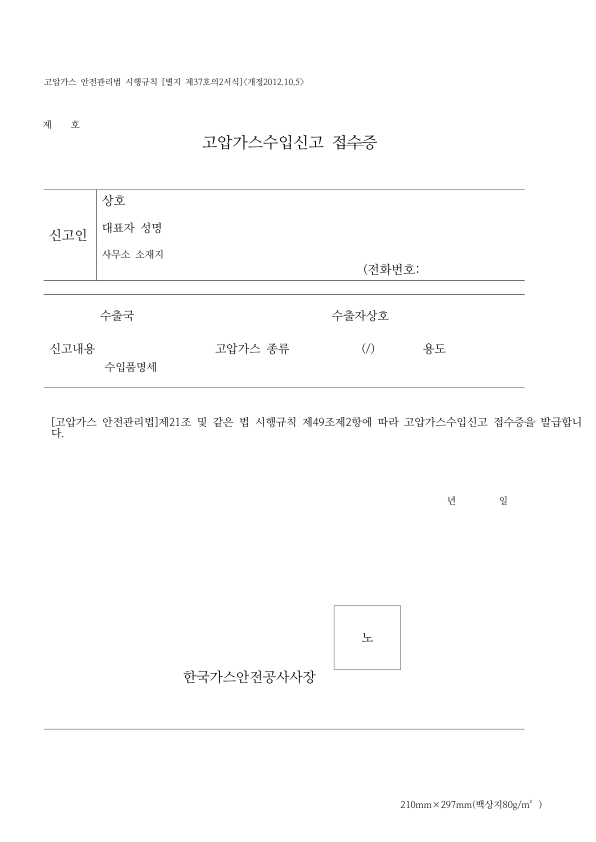 고압가스 안전관리법 시행규칙 [별지 제37호의2서식]<개정2012.10.5>
제 호
고압가스수입신고 접수증
상호
대표자 성명
신고인
사무소 소재지
(전화번호:
수출국 수출자상호
신고내용 고압가스 종류 (/) 용도
수입품명세
[고압가스 안전관리법]제21조 및 같은 법 시행규칙 제49조제2항에 따라 고압가스수입신고 접수증을 발급합니
다.
년 일
노
한국가스안전공사사장
210mm×297mm(백상지80g/㎡ )